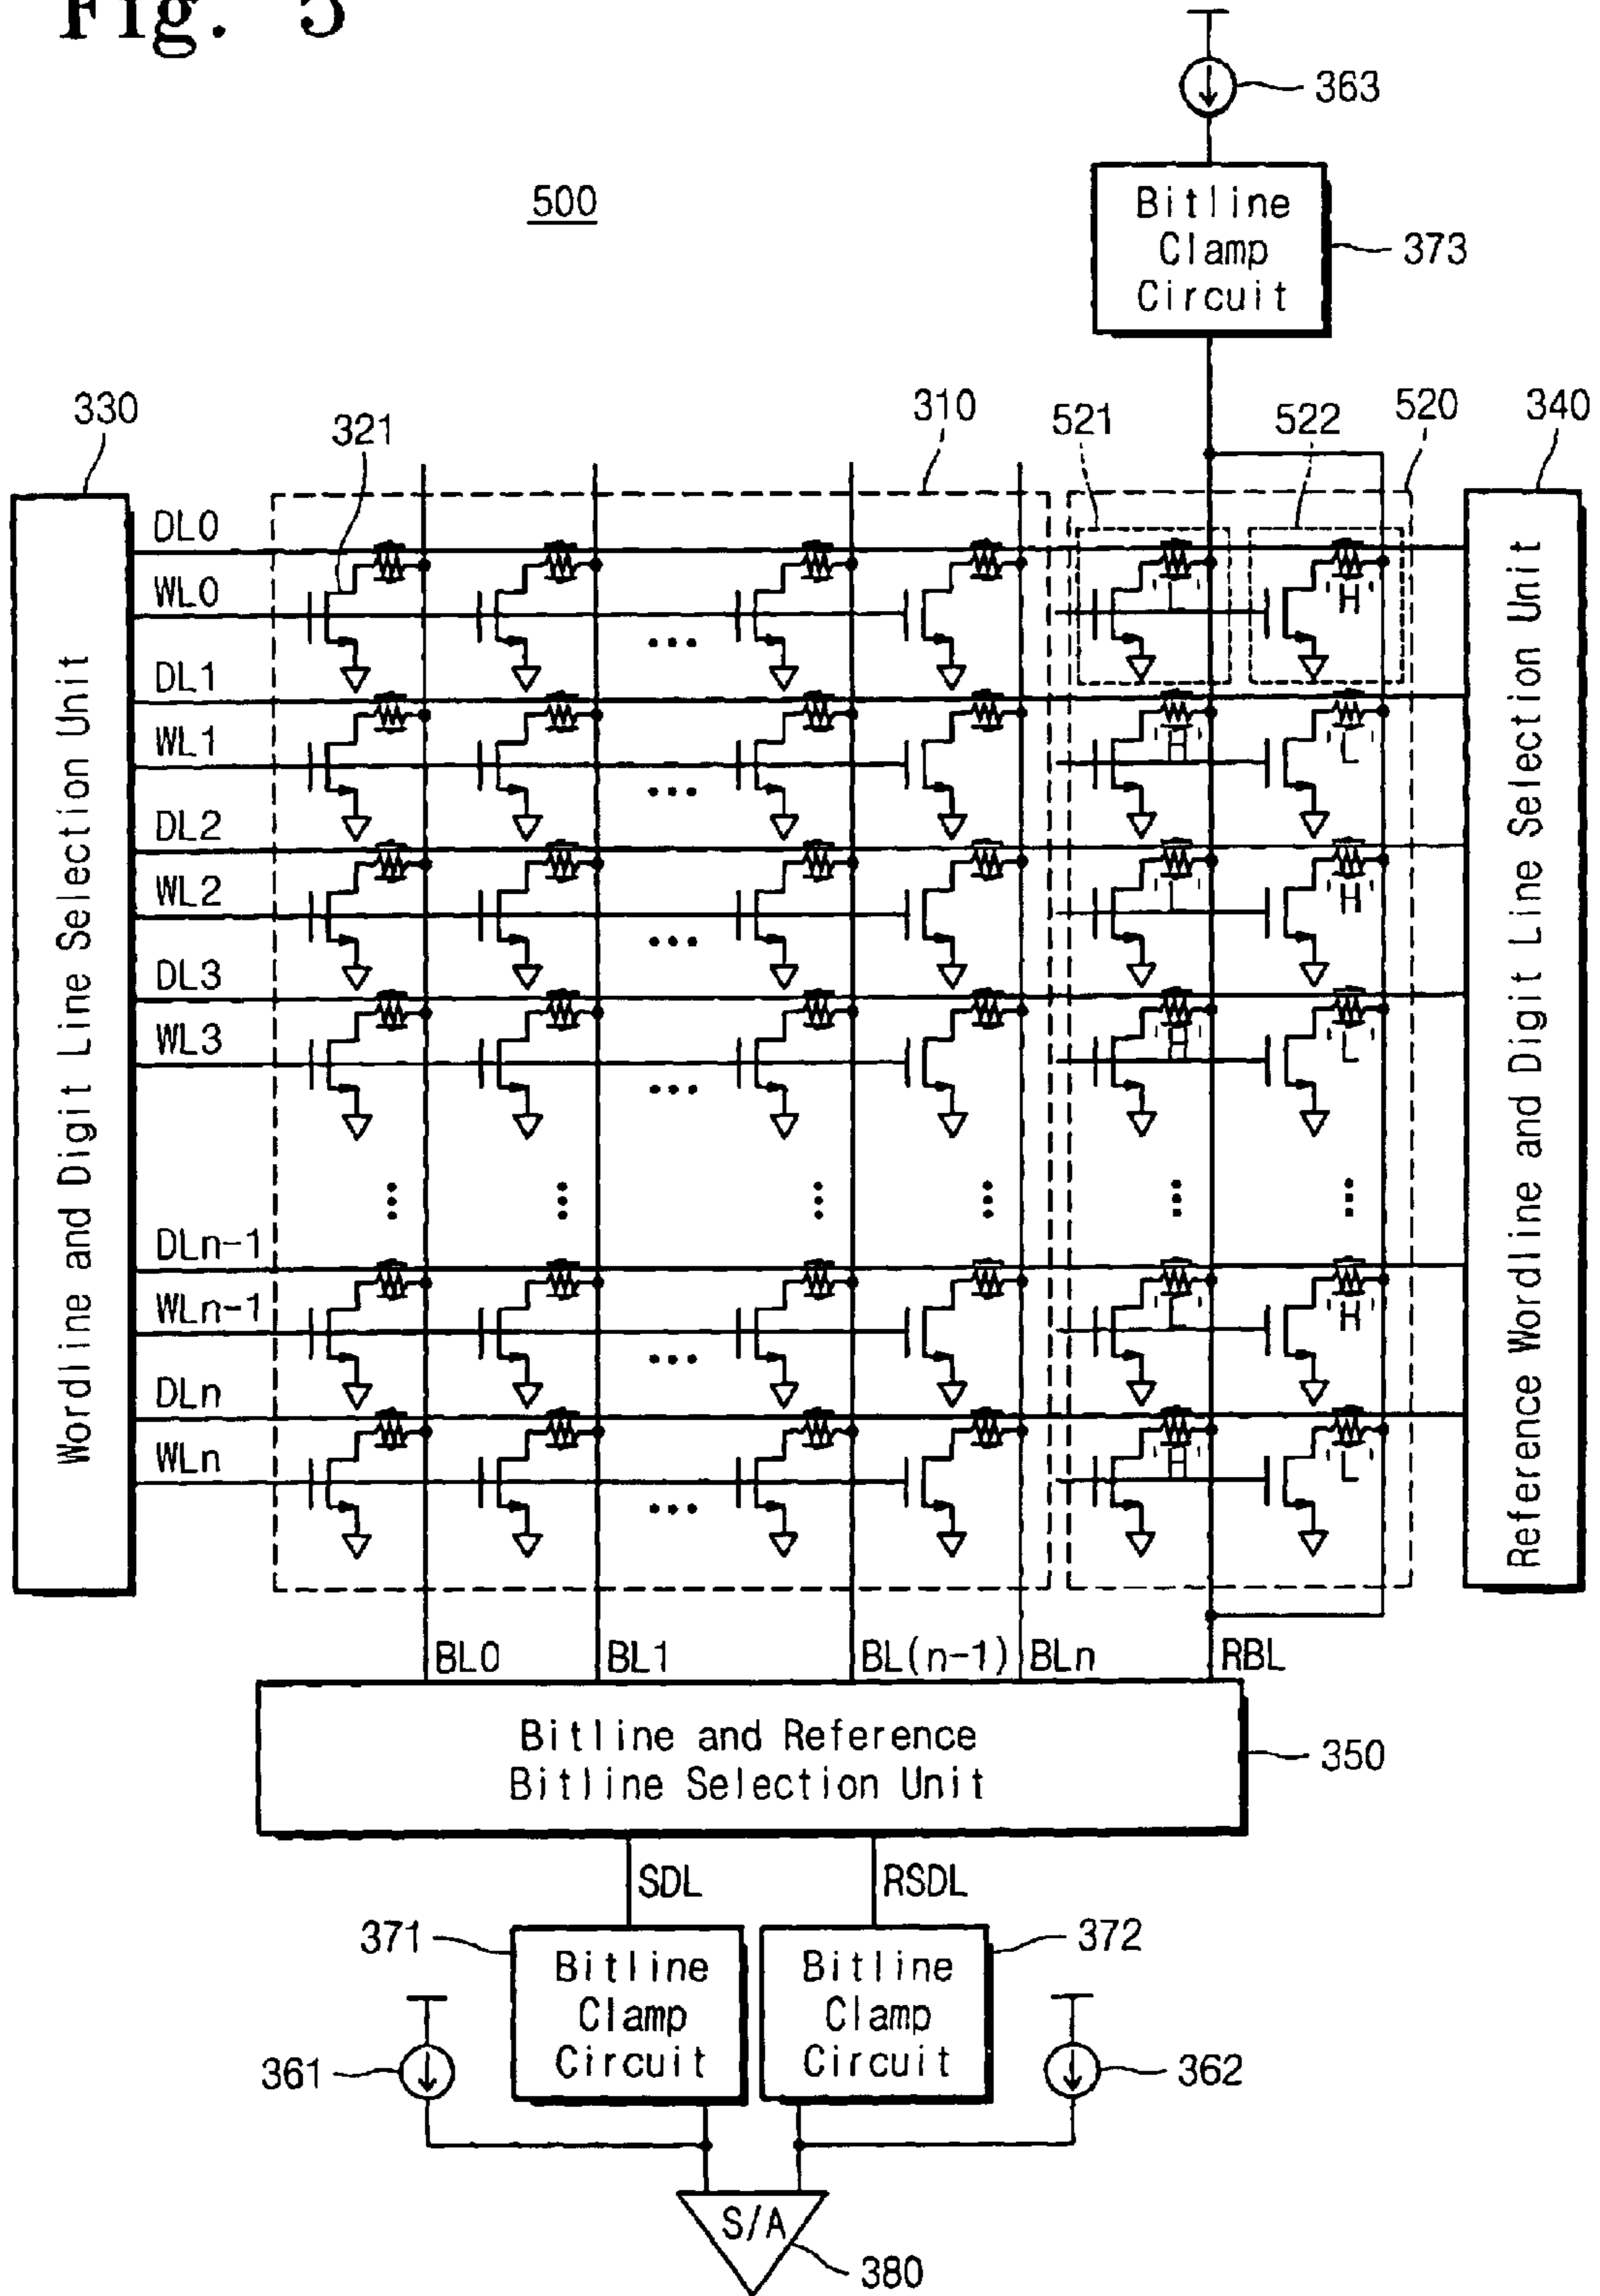 Fig. 5
363
500
Bitline
Clamp
Circuit
373
330
321
310
521
522
520
340
Wordline and Digit Line Selection Unit
DL0
WL0
"L"
"H"
DL1
WL1
"H"
"L"
DL2
WL2
"L"
"H"
DL3
WL3
"H"
"L"
DLn-1
WLn-1
"L"
"H"
DLn
WLn
"H"
"L"
Reference Wordline and Digit Line Selection Unit
BL0
BL1
BL(n-1)
BLn
RBL
Bitline and Reference
Bitline Selection Unit
350
SDL
RSDL
371
Bitline
Clamp
Circuit
Bitline
Clamp
Circuit
372
361
362
S/A
380